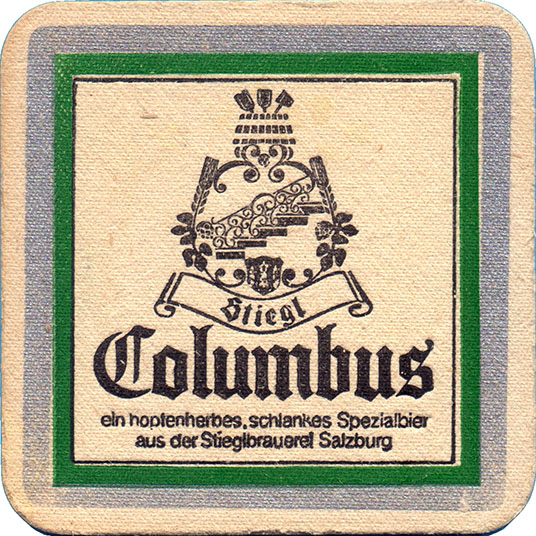 Stiegl
Columbus
ein hopfenherbes, schlankes Spezialbier
aus der Stieglbrauerei Salzburg